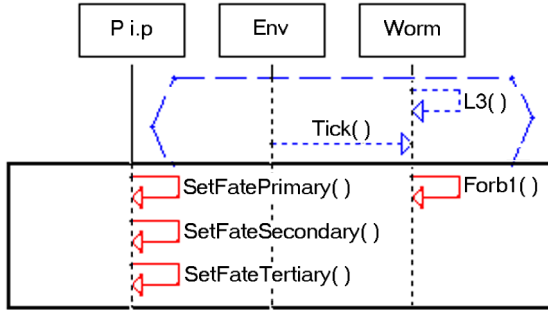 P i.p
Env
Worm
L3( )
Tick( )
SetFatePrimary( )
Forb1( )
SetFateSecondary( )
SetFateTertiary( )